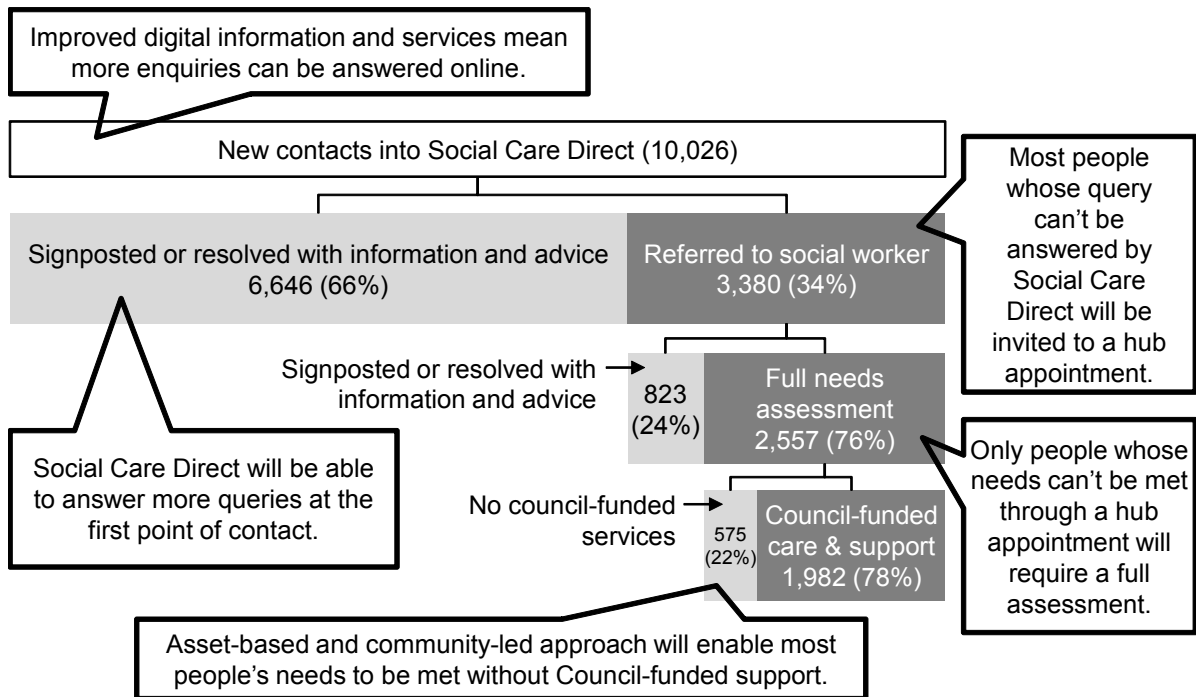 Improved digital information and services mean
more enquiries can be answered online.
New contacts into Social Care Direct (10,026)
Most people
whose query
can’t be
answered by
Social Care
Direct will be
invited to a hub
appointment.
Signposted or resolved with information and advice
6,646 (66%)
Referred to social worker
3,380 (34%)
Signposted or resolved with
information and advice
823
(24%)
Full needs
assessment
2,557 (76%)
Only people whose
needs can’t be met
through a hub
appointment will
require a full
assessment.
Social Care Direct will be able
to answer more queries at the
first point of contact.
No council-funded
services
575
(22%)
Council-funded
care & support
1,982 (78%)
Asset-based and community-led approach will enable most
people’s needs to be met without Council-funded support.